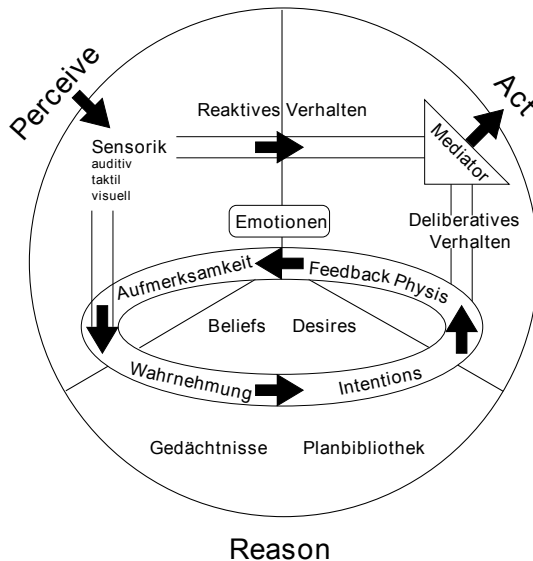 Perceive
Act
Reaktives Verhalten
Mediator
Sensorik
auditiv
taktil
visuell
Emotionen
Deliberatives
Verhalten
Aufmerksamkeit
Feedback Physis
Beliefs
Desires
Wahrnehmung
Intentions
Gedächtnisse
Planbibliothek
Reason